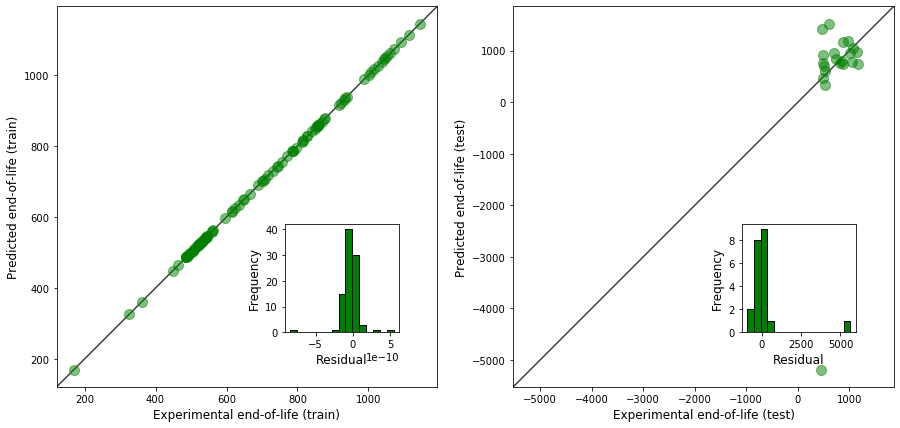 Predicted end-of-life (train)
1000
800
600
400
200
200 400 600 800 1000
Experimental end-of-life (train)
Frequency
40
30
20
10
0
−5 0 5
Residual
1e−10
Predicted end-of-life (test)
1000
0
−1000
−2000
−3000
−4000
−5000
−5000 −4000 −3000 −2000 −1000 0 1000
Experimental end-of-life (test)
Frequency
8
6
4
2
0
0 2500 5000
Residual